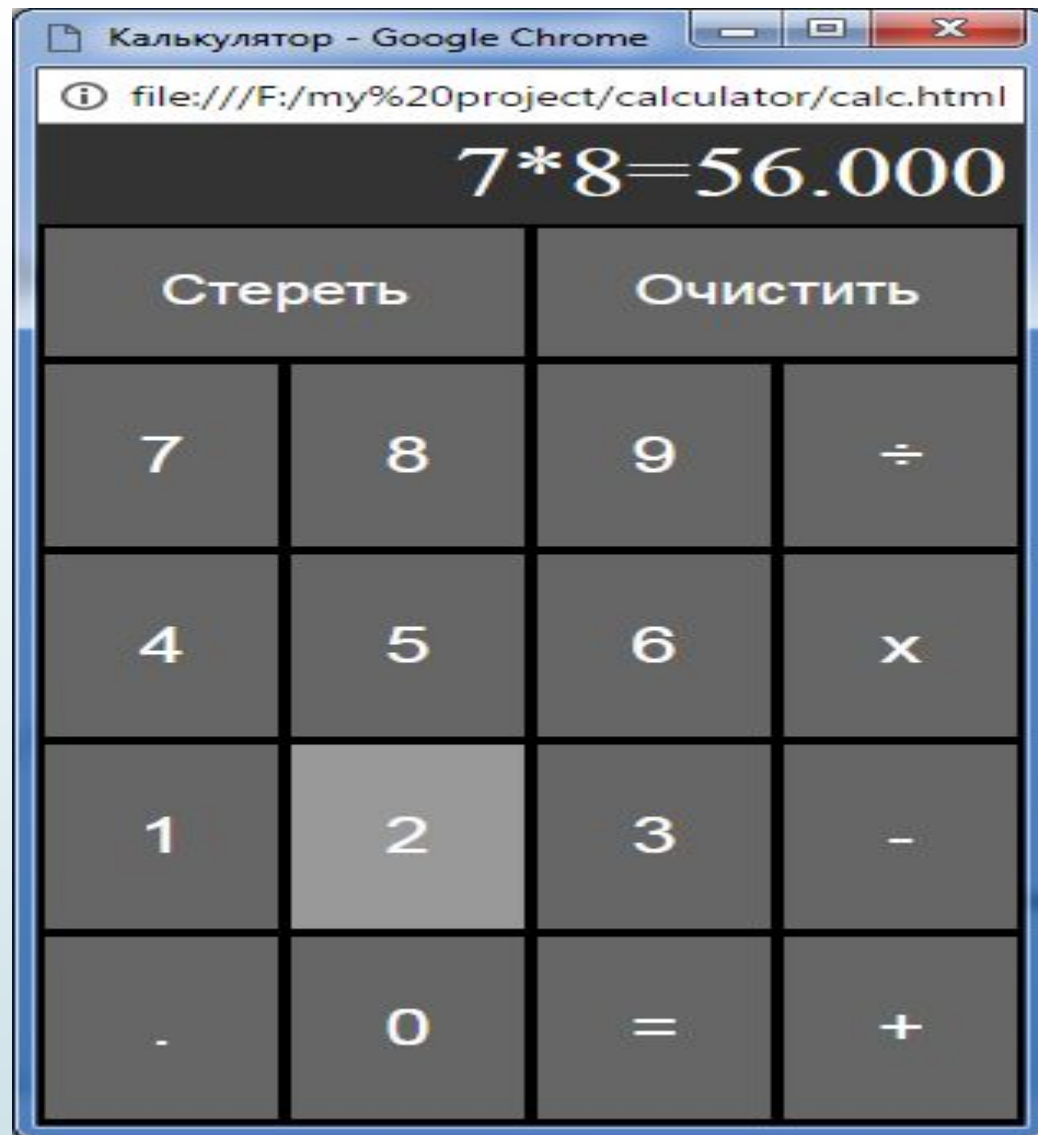 Калькулятор - Google Chrome
file:///F:/my%20project/calculator/calc.html
7*8=56.000
Стереть Очистить
7 8 9 ÷
4 5 6 x
1 2 3 -
. 0 = +